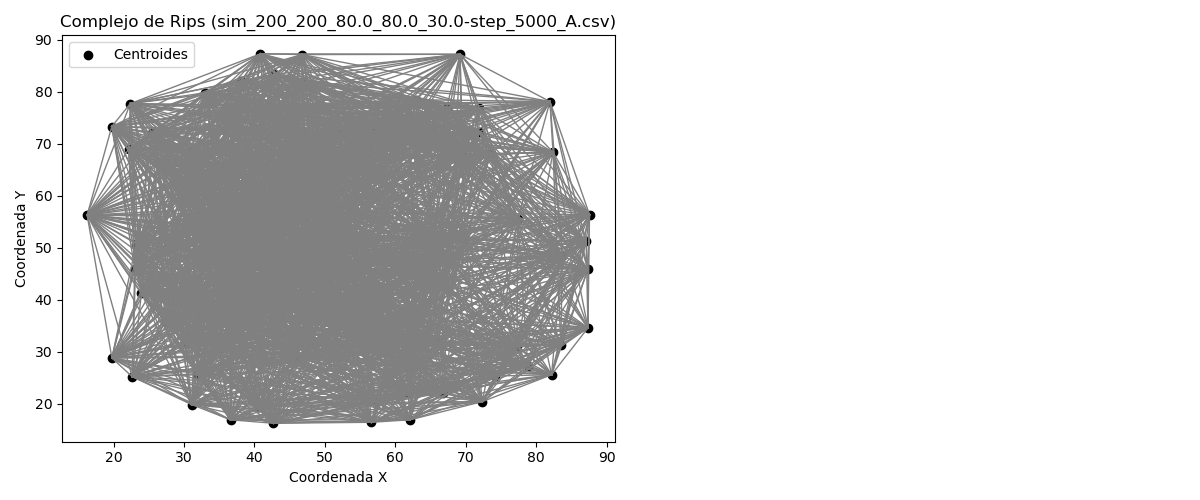 Complejo de Rips (sim_200_200_80.0_80.0_30.0-step_5000_A.csv)
Centroides
90
80
70
60
50
40
30
20
Coordenada Y
20 30 40 50 60 70 80 90
Coordenada X